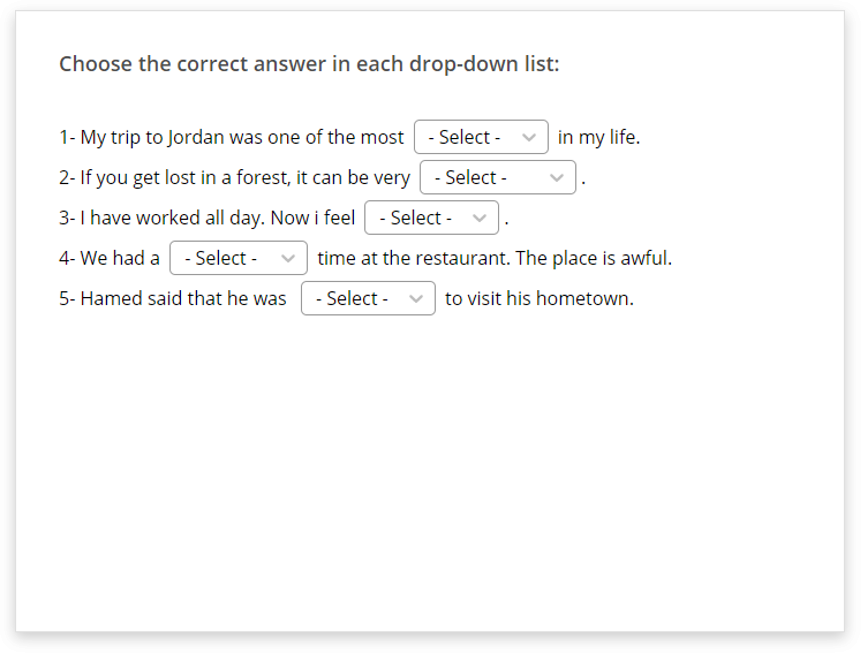 Choose the correct answer in each drop-down list:
1- My trip to Jordan was one of the most - Select - in my life.
2- If you get lost in a forest, it can be very - Select - .
3- I have worked all day. Now i feel - Select - .
4- We had a - Select - time at the restaurant. The place is awful.
5- Hamed said that he was - Select - to visit his hometown.